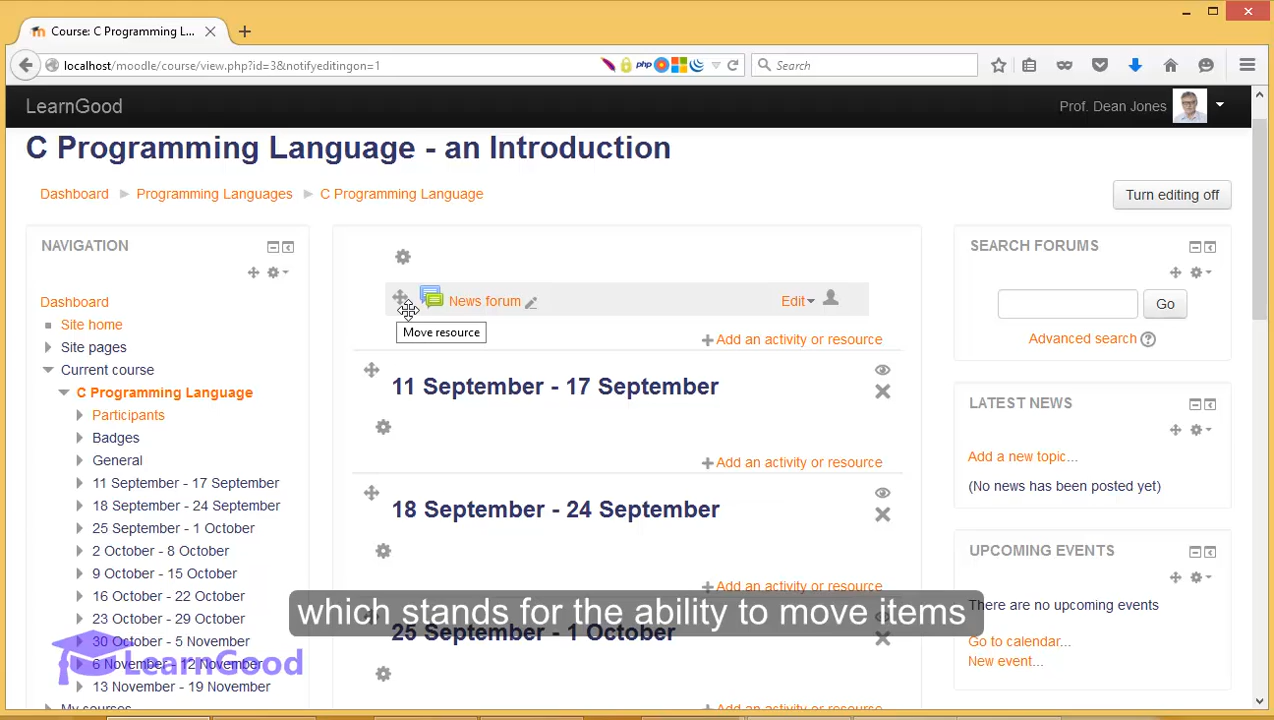 Course: C Programming L...
localhost/moodle/course/view.php?id=3&notifyeditingon=1
php
Search
LearnGood
Prof. Dean Jones
C Programming Language - an Introduction
Dashboard
Programming Languages
C Programming Language
Turn editing off
NAVIGATION
Dashboard
Site home
Site pages
Current course
C Programming Language
Participants
Badges
General
11 September - 17 September
18 September - 24 September
25 September - 1 October
2 October - 8 October
9 October - 15 October
16 October - 22 October
23 October - 29 October
30 October - 5 November
6 November - 12 November
13 November - 19 November
My courses
News forum
Edit
Move resource
Add an activity or resource
11 September - 17 September
Add an activity or resource
18 September - 24 September
Add an activity or resource
25 September - 1 October
Add an activity or resource
SEARCH FORUMS
Go
Advanced search
LATEST NEWS
Add a new topic...
(No news has been posted yet)
UPCOMING EVENTS
There are no upcoming events
Go to calendar...
New event...
which stands for the ability to move items
LearnGood